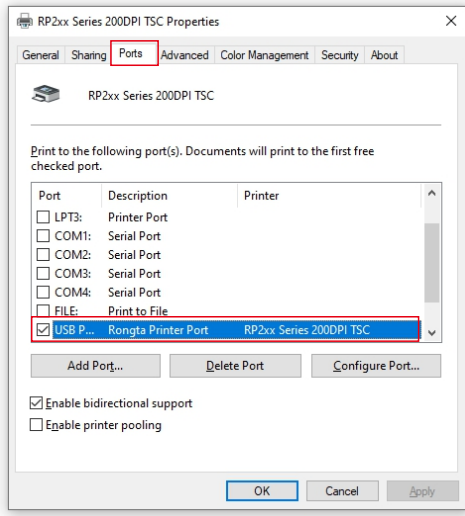 RP2xx Series 200DPI TSC Properties
General Sharing Ports Advanced Color Management Security About
RP2xx Series 200DPI TSC
Print to the following port(s). Documents will print to the first free
checked port.
Port Description Printer
LPT3: Printer Port
COM1: Serial Port
COM2: Serial Port
COM3: Serial Port
COM4: Serial Port
FILE: Print to File
USB P... Rongta Printer Port RP2xx Series 200DPI TSC
Add Port... Delete Port Configure Port...
Enable bidirectional support
Enable printer pooling
OK Cancel Apply